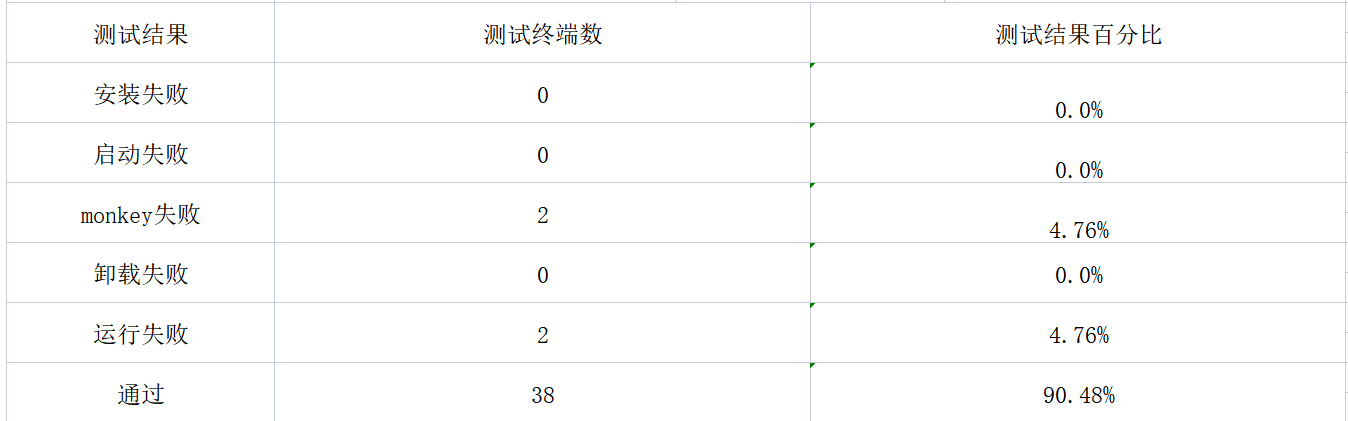 测试结果 测试终端数 测试结果百分比
安装失败 0 0.0%
启动失败 0 0.0%
monkey失败 2 4.76%
卸载失败 0 0.0%
运行失败 2 4.76%
通过 38 90.48%